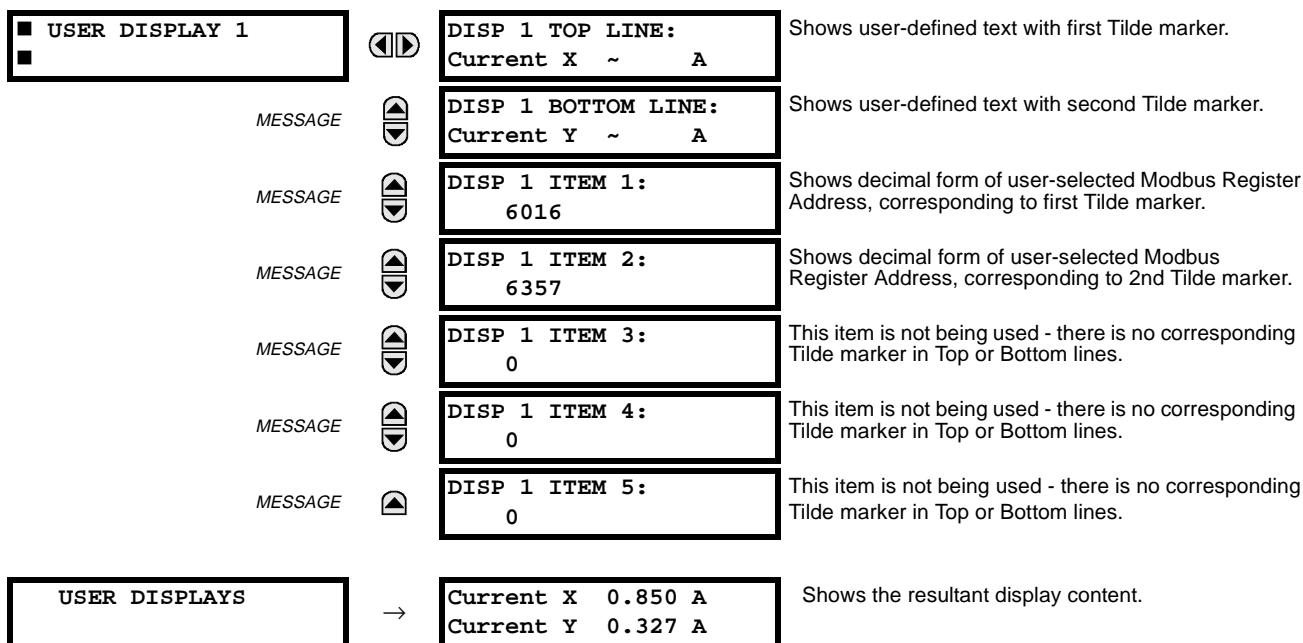 ■ USER DISPLAY 1
■
DISP 1 TOP LINE:
Current X ~ A
Shows user-defined text with first Tilde marker.
MESSAGE
DISP 1 BOTTOM LINE:
Current Y ~ A
Shows user-defined text with second Tilde marker.
MESSAGE
DISP 1 ITEM 1:
6016
Shows decimal form of user-selected Modbus Register
Address, corresponding to first Tilde marker.
MESSAGE
DISP 1 ITEM 2:
6357
Shows decimal form of user-selected Modbus
Register Address, corresponding to 2nd Tilde marker.
MESSAGE
DISP 1 ITEM 3:
0
This item is not being used - there is no corresponding
Tilde marker in Top or Bottom lines.
MESSAGE
DISP 1 ITEM 4:
0
This item is not being used - there is no corresponding
Tilde marker in Top or Bottom lines.
MESSAGE
DISP 1 ITEM 5:
0
This item is not being used - there is no corresponding
Tilde marker in Top or Bottom lines.
USER DISPLAYS
→
Current X 0.850 A
Current Y 0.327 A
Shows the resultant display content.